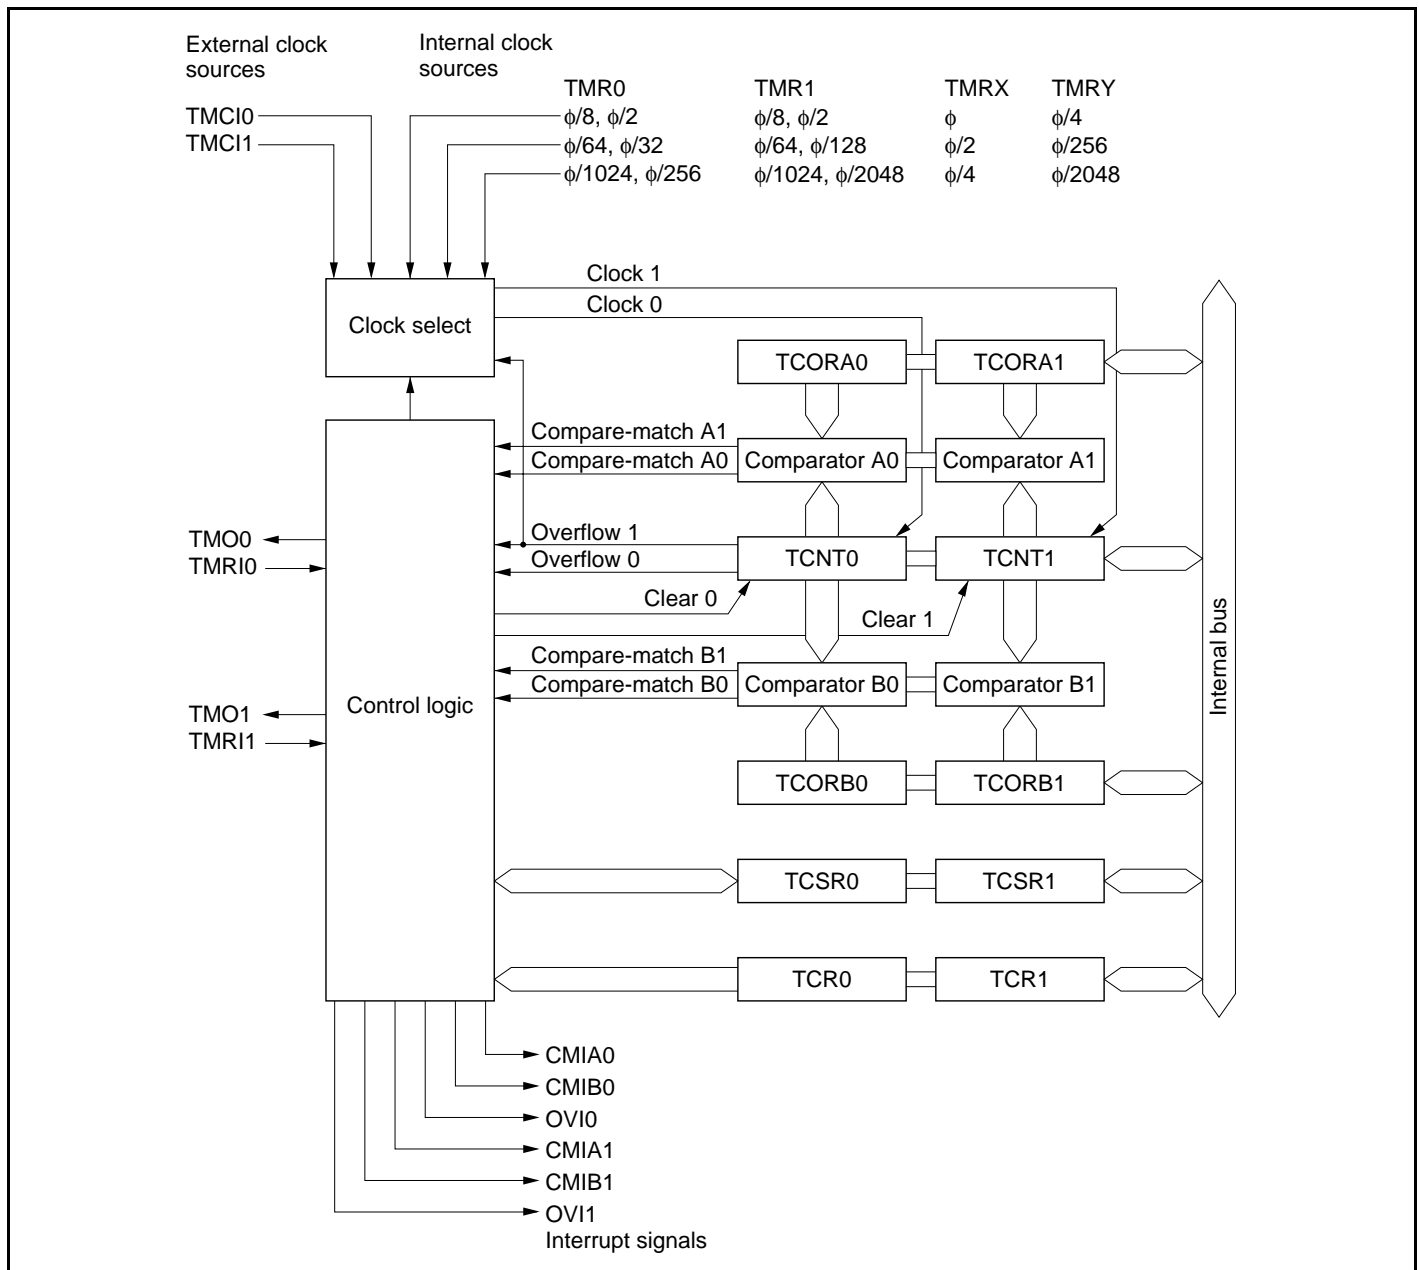 External clock
sources
Internal clock
sources
TMR0 TMR1 TMRX TMRY
TMCI0 ϕ/8, ϕ/2 ϕ/8, ϕ/2 ϕ ϕ/4
TMCI1 ϕ/64, ϕ/32 ϕ/64, ϕ/128 ϕ/2 ϕ/256
ϕ/1024, ϕ/256 ϕ/1024, ϕ/2048 ϕ/4 ϕ/2048
Clock 1
Clock 0
Clock select
TCORA0 TCORA1
Compare-match A1
Compare-match A0 Comparator A0 Comparator A1
TMO0 Overflow 1
TMRI0 Overflow 0 TCNT0 TCNT1
Clear 0
Clear 1
Internal bus
Compare-match B1
Compare-match B0 Comparator B0 Comparator B1
Control logic
TMO1
TMRI1
TCORB0 TCORB1
TCSR0 TCSR1
TCR0 TCR1
CMIA0
CMIB0
OVI0
CMIA1
CMIB1
OVI1
Interrupt signals